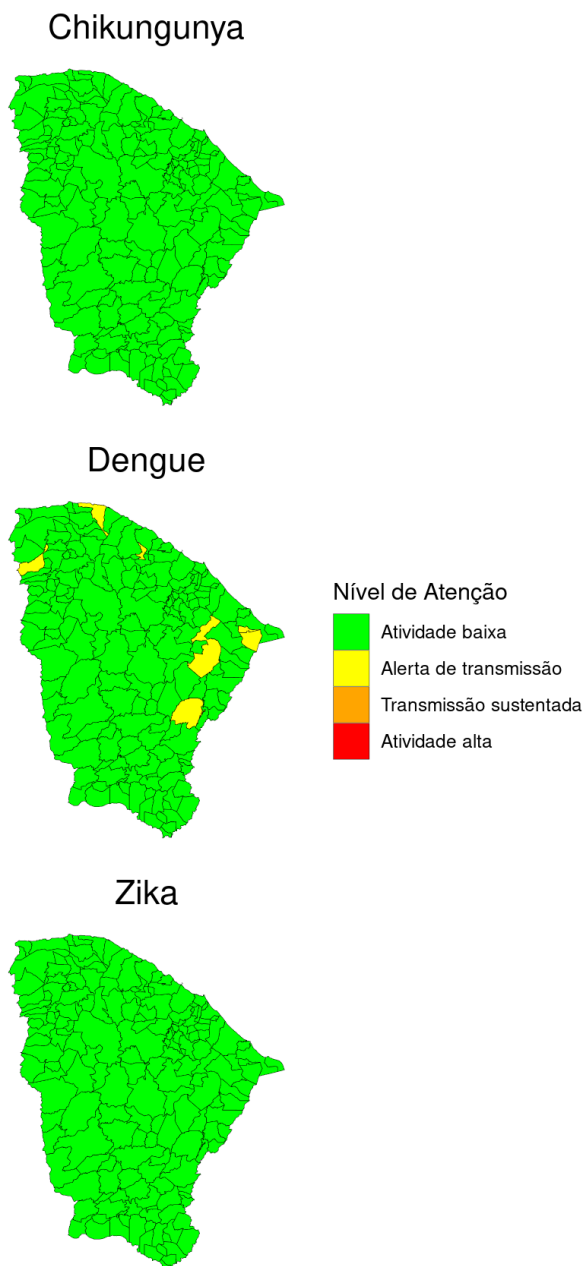 Chikungunya
Dengue
Nível de Atenção
Atividade baixa
Alerta de transmissão
Transmissão sustentada
Atividade alta
Zika